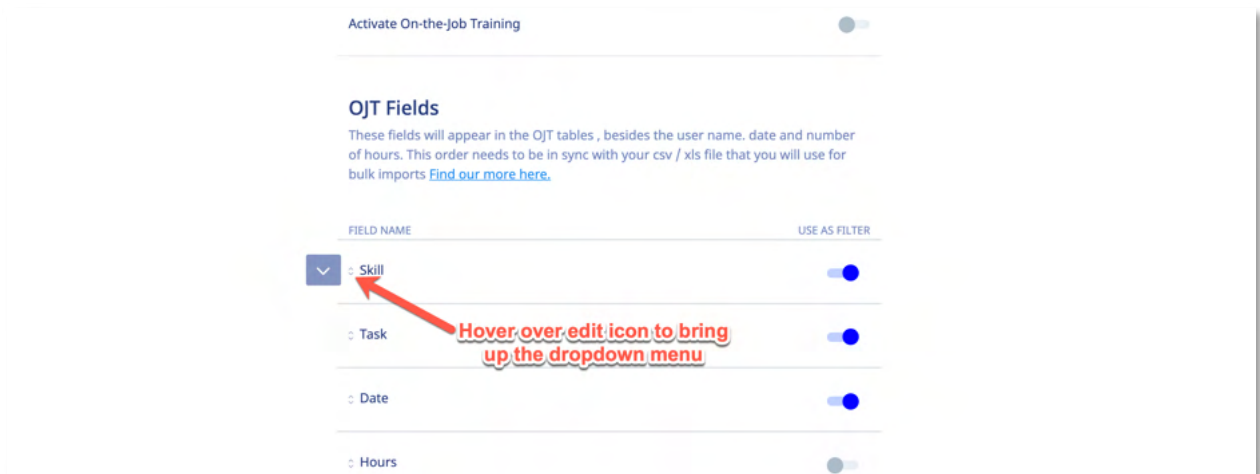 Activate On-the-Job Training
OJT Fields
These fields will appear in the OJT tables , besides the user name. date and number
of hours. This order needs to be in sync with your csv / xls file that you will use for
bulk imports Find our more here.
FIELD NAME USE AS FILTER
Skill
Hover over edit icon to bring
up the dropdown menu
Task
Date
Hours